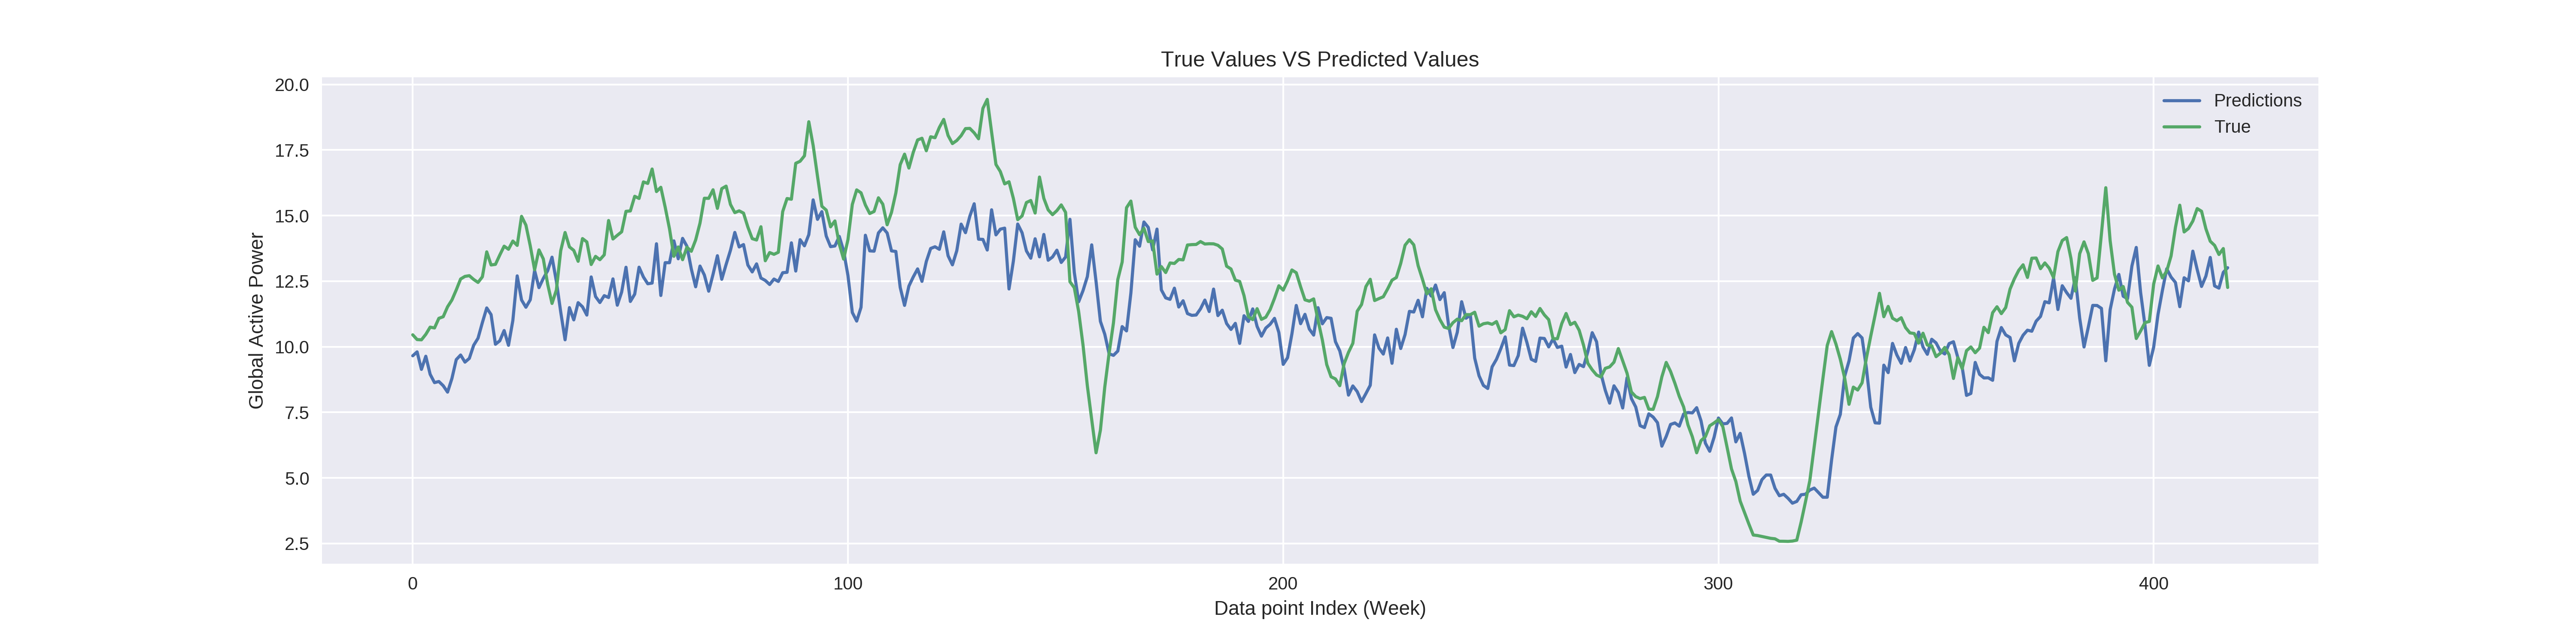 True Values VS Predicted Values
20.0
17.5
15.0
12.5
10.0
7.5
5.0
2.5
Global Active Power
Predictions
True
0 100 200 300 400
Data point Index (Week)